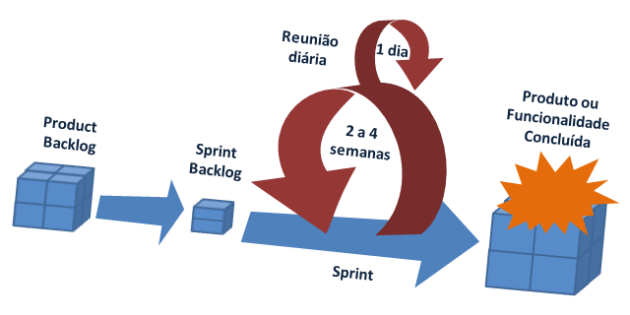 Product
Backlog
Sprint
Backlog
Reunião
diária
1 dia
2 a 4
semanas
Sprint
Produto ou
Funcionalidade
Concluída